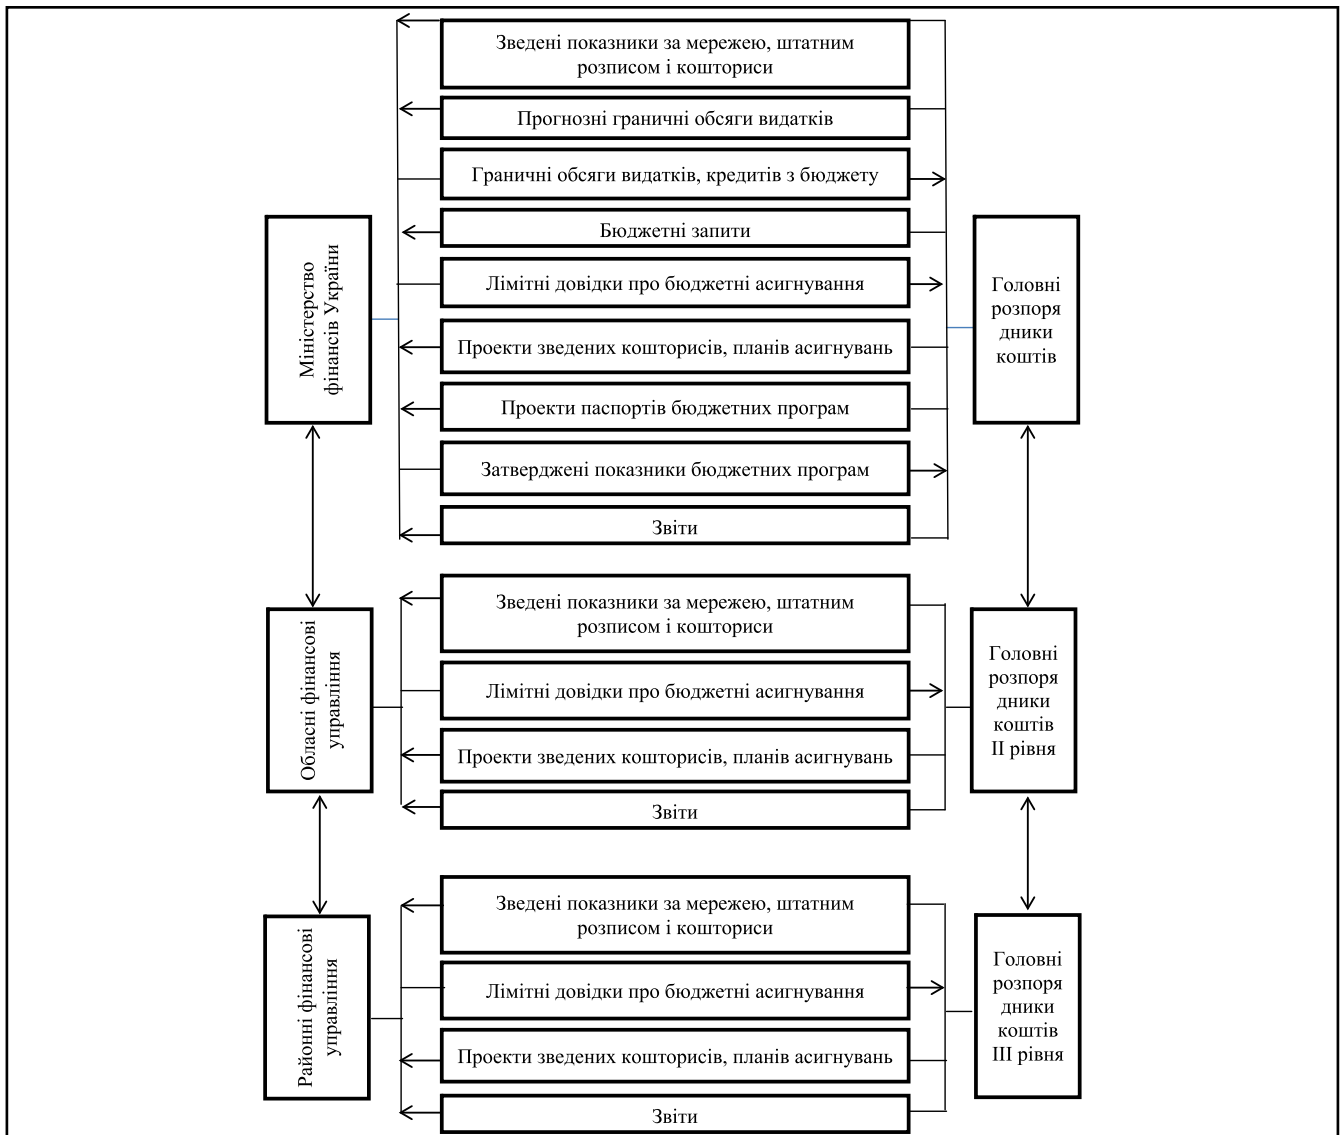 Зведені показники за мережею, штатним
розписом і кошториси
Прогнозні граничні обсяги видатків
Граничні обсяги видатків, кредитів з бюджету
Бюджетні запити
Лімітні довідки про бюджетні асигнування
Проекти зведених кошторисів, планів асигнувань
Проекти паспортів бюджетних програм
Затверджені показники бюджетних програм
Звіти
Міністерство
фінансів України
Головні
розпоря
дники
коштів
Зведені показники за мережею, штатним
розписом і кошториси
Лімітні довідки про бюджетні асигнування
Проекти зведених кошторисів, планів асигнувань
Звіти
Обласні фінансові
управління
Головні
розпоря
дники
коштів
ІІ рівня
Зведені показники за мережею, штатним
розписом і кошториси
Лімітні довідки про бюджетні асигнування
Проекти зведених кошторисів, планів асигнувань
Звіти
Районні фінансові
управління
Головні
розпоря
дники
коштів
ІІІ рівня